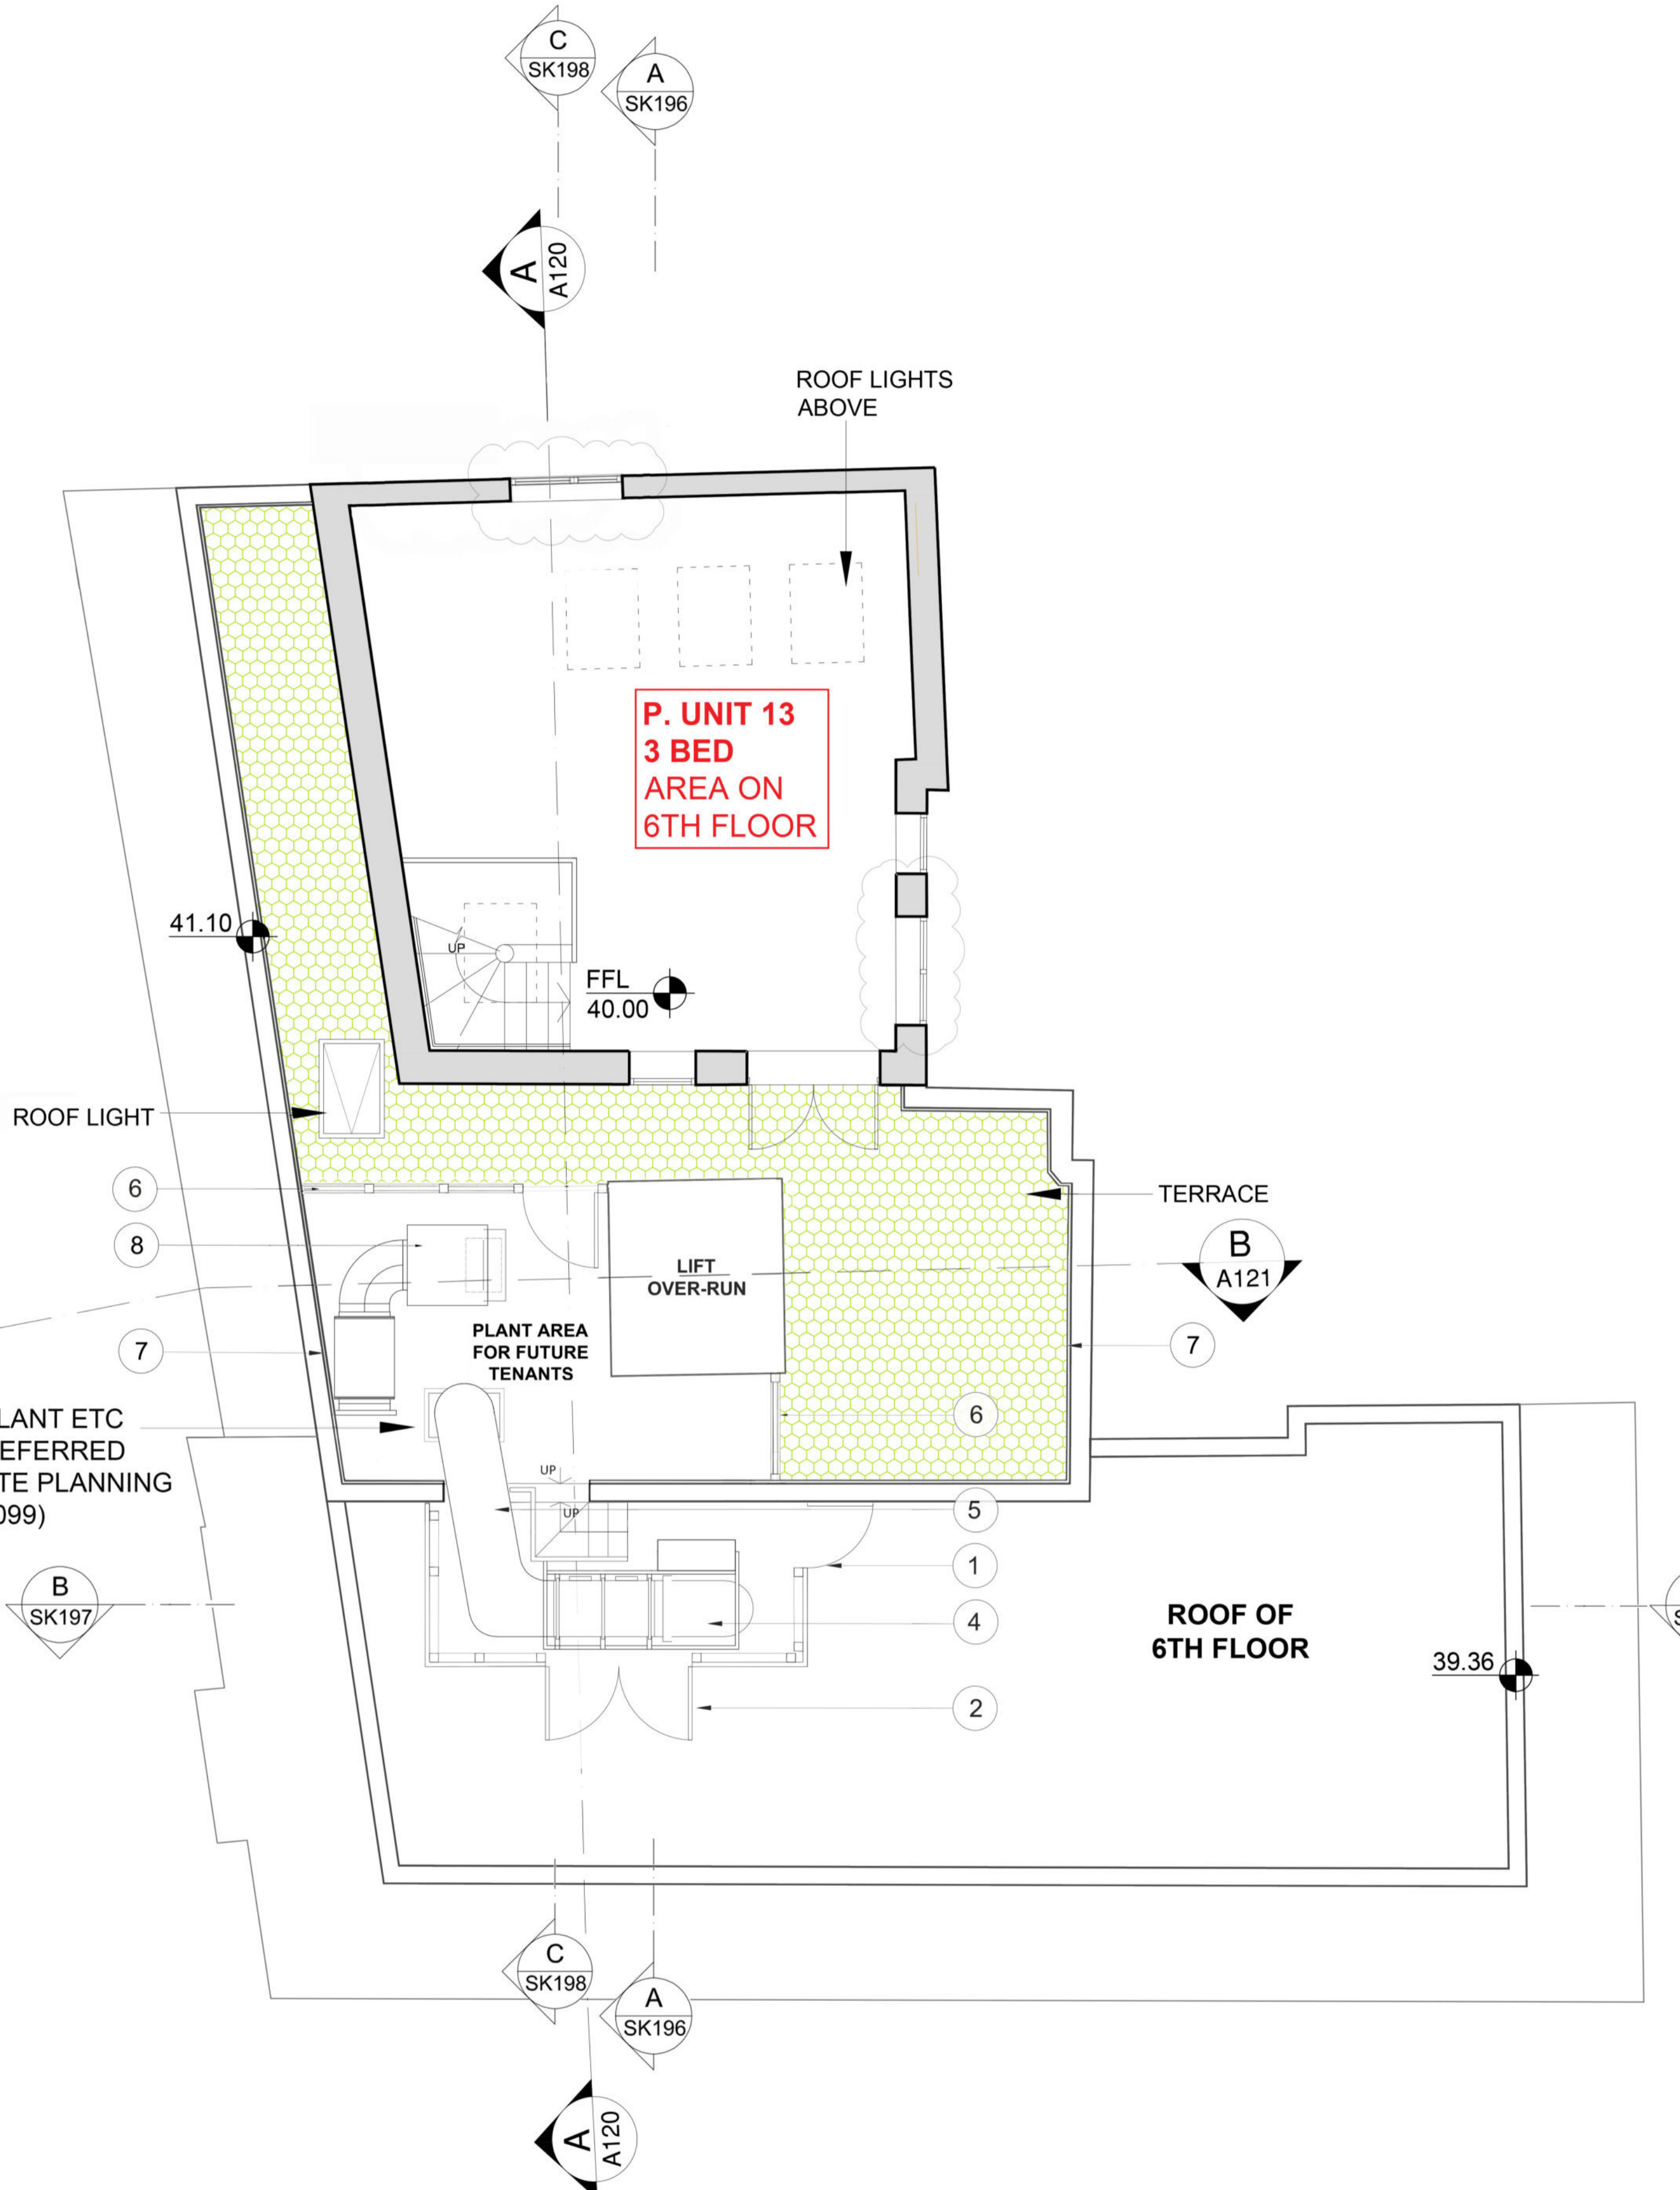 C
SK198
A
SK196
A
A120
ROOF LIGHTS
ABOVE
P. UNIT 13
3 BED
AREA ON
6TH FLOOR
41.10
UP
FFL
40.00
ROOF LIGHT
6
TERRACE
8
B
A121
LIFT
OVER-RUN
PLANT AREA
FOR FUTURE
TENANTS
7
7
6
LANT ETC
EFERRED
TE PLANNING
099)
UP
UP
5
1
B
SK197
4
ROOF OF
6TH FLOOR
S
39.36
2
C
SK198
A
SK196
A
A120